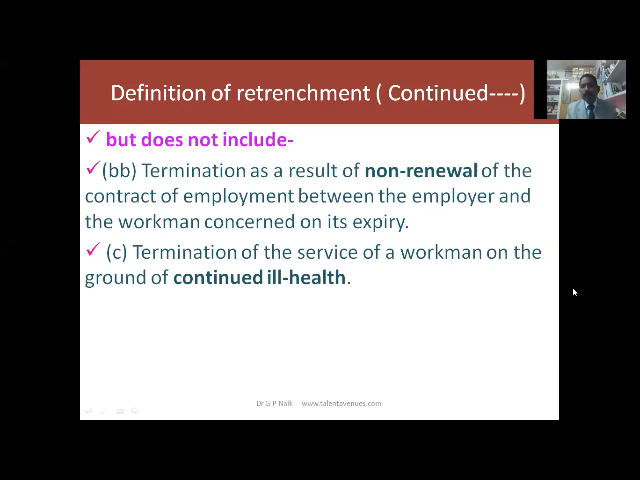 Definition of retrenchment ( Continued----)
✓ but does not include-
✓(bb) Termination as a result of non-renewal of the
contract of employment between the employer and
the workman concerned on its expiry.
✓ (c) Termination of the service of a workman on the
ground of continued ill-health.
Dr G P Naik www.talentavenues.com